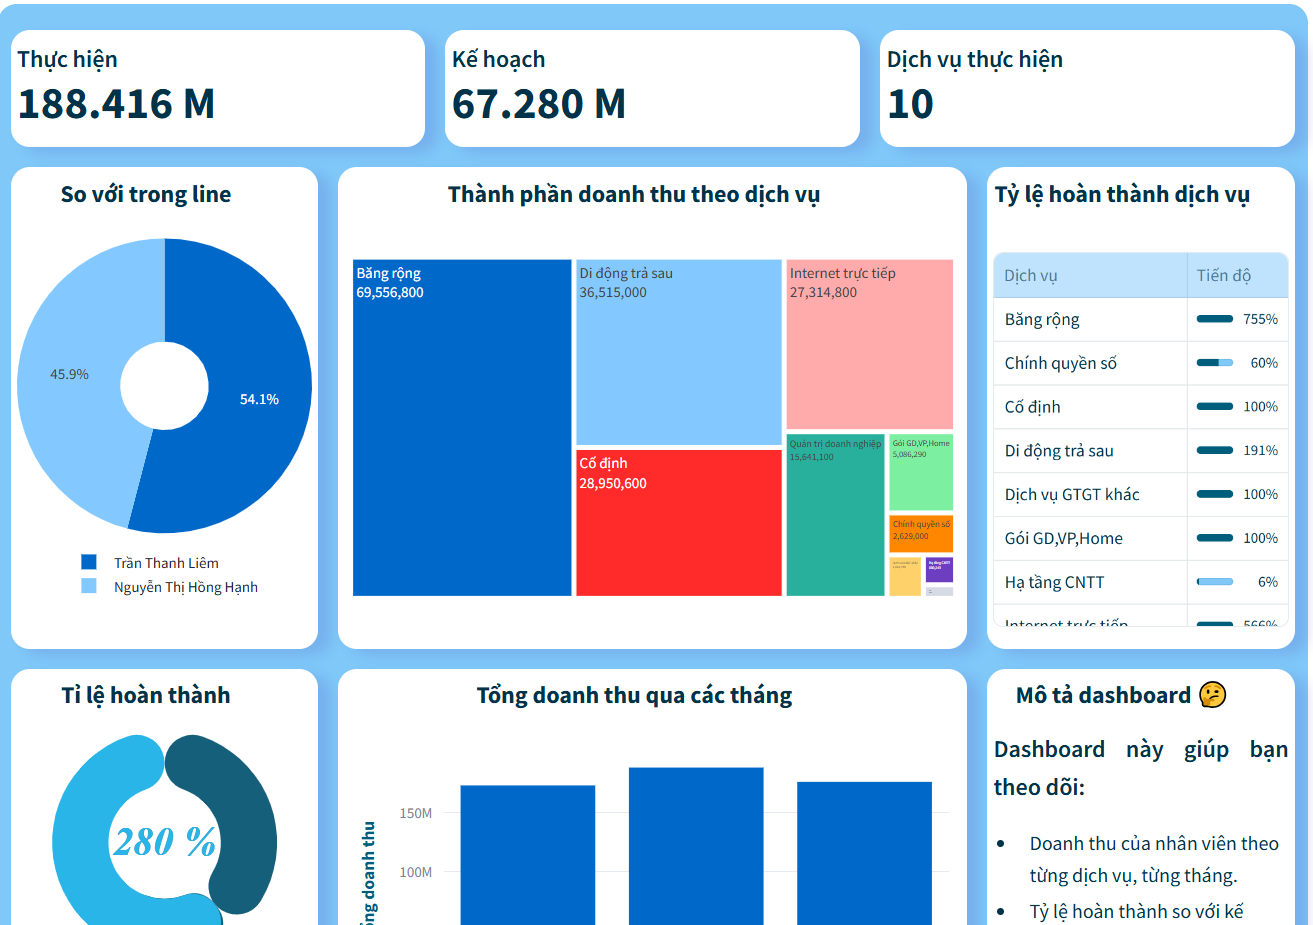 Thực hiện
188.416 M
Kế hoạch
67.280 M
Dịch vụ thực hiện
10
So với trong line
45.9%
54.1%
Trần Thanh Liêm
Nguyễn Thị Hồng Hạnh
Thành phần doanh thu theo dịch vụ
Băng rộng
69,556,800
Di động trả sau
36,515,000
Internet trực tiếp
27,314,800
Cố định
28,950,600
Quản trị doanh nghiệp
15,641,100
Gói GD,VP,Home
5,086,290
Chính quyền số
2,629,000
Hạ tầng CNTT
Tỷ lệ hoàn thành dịch vụ
Dịch vụ Tiến độ
Băng rộng 755%
Chính quyền số 60%
Cố định 100%
Di động trả sau 191%
Dịch vụ GTGT khác 100%
Gói GD,VP,Home 100%
Hạ tầng CNTT 6%
Internet trực tiếp 566%
Tỉ lệ hoàn thành
280 %
Tổng doanh thu qua các tháng
150M
100M
ổng doanh thu
Mô tả dashboard 🤔
Dashboard này giúp bạn
theo dõi:
• Doanh thu của nhân viên theo
từng dịch vụ, từng tháng.
• Tỷ lệ hoàn thành so với kế